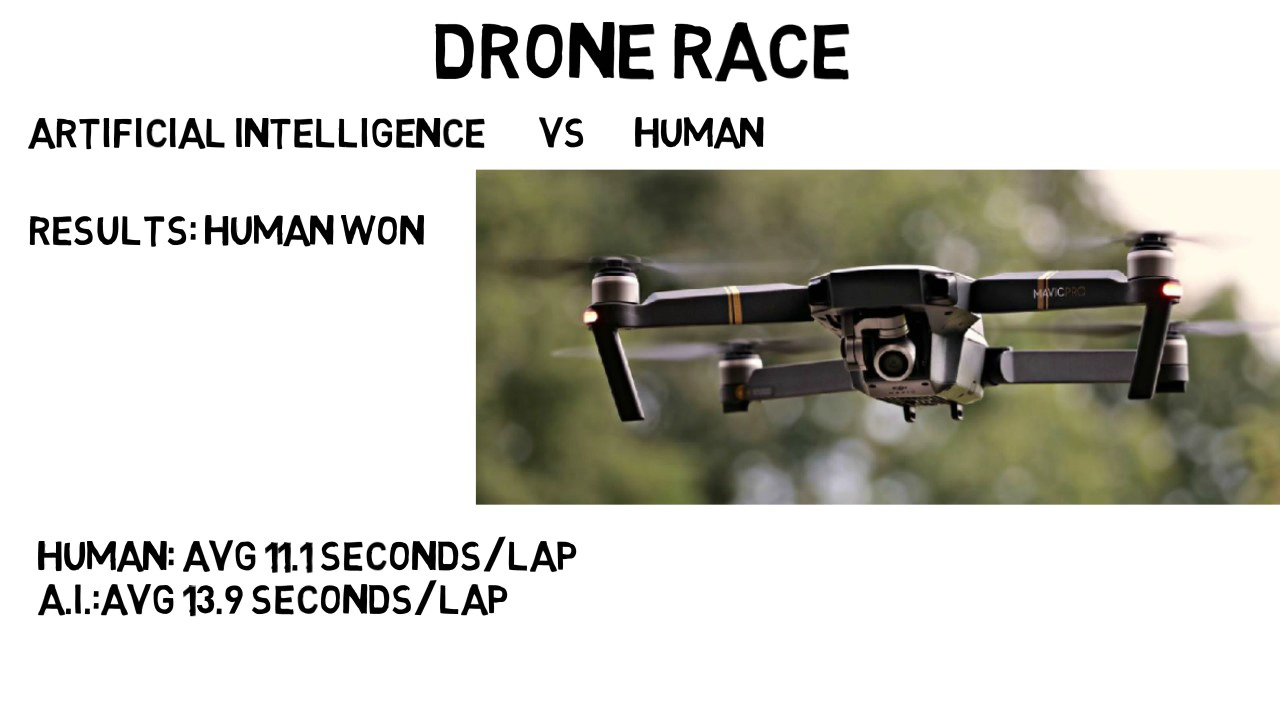 DRONE RACE
ARTIFICIAL INTELLIGENCE VS HUMAN
RESULTS: HUMAN WON
MAVIC PRO
HUMAN: AVG 11.1 SECONDS/LAP
A.I.:AVG 13.9 SECONDS/LAP